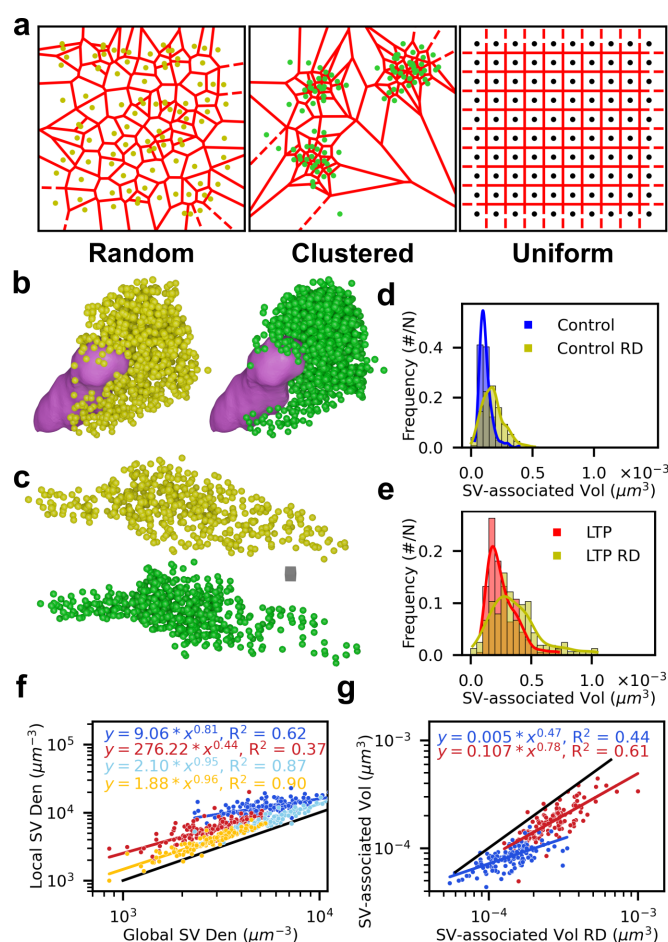 a
Random Clustered Uniform
b
c
d
Frequency (#/N)
0.4
0.2
0.0
Control
Control RD
0.0 0.5 1.0 ×10⁻³
SV-associated Vol (μm³)
e
Frequency (#/N)
0.2
0.1
0.0
LTP
LTP RD
0.0 0.5 1.0 ×10⁻³
SV-associated Vol (μm³)
f
Local SV Den (μm⁻³)
10⁵
10⁴
10³
y = 9.06 * x^0.81, R² = 0.62
y = 276.22 * x^0.44, R² = 0.37
y = 2.10 * x^0.95, R² = 0.87
y = 1.88 * x^0.96, R² = 0.90
10³ 10⁴
Global SV Den (μm⁻³)
g
SV-associated Vol (μm³)
10⁻³
10⁻⁴
y = 0.005 * x^0.47, R² = 0.44
y = 0.107 * x^0.78, R² = 0.61
10⁻⁴ 10⁻³
SV-associated Vol RD (μm³)